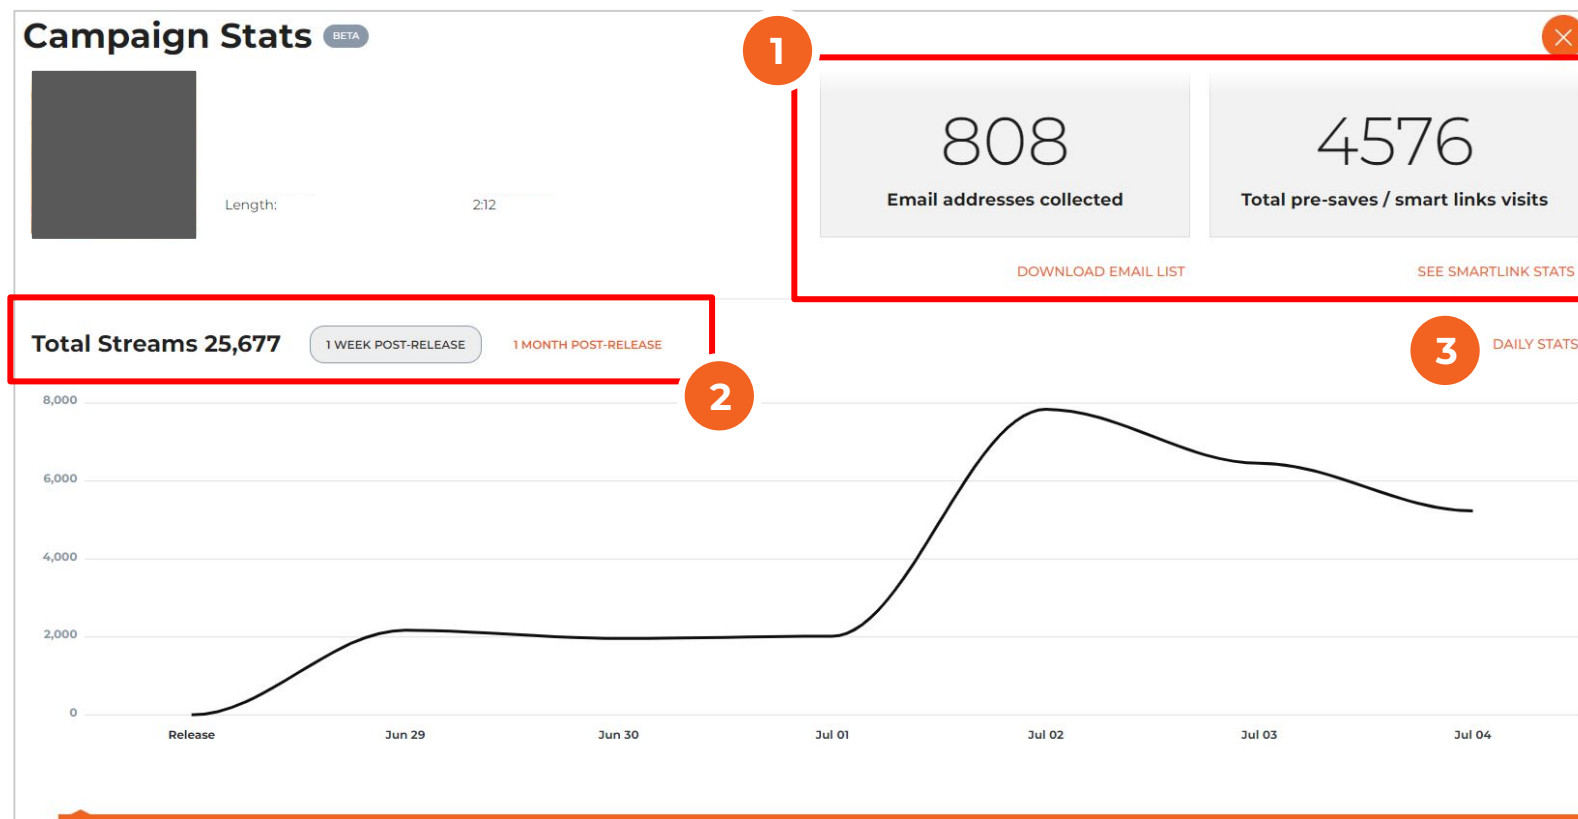 Campaign Stats BETA
1
808
Email addresses collected
4576
Total pre-saves / smart links visits
Length: 2:12
DOWNLOAD EMAIL LIST
SEE SMARTLINK STATS
Total Streams 25,677
1 WEEK POST-RELEASE
1 MONTH POST-RELEASE
3
DAILY STATS
2
8,000
6,000
4,000
2,000
0
Release
Jun 29
Jun 30
Jul 01
Jul 02
Jul 03
Jul 04